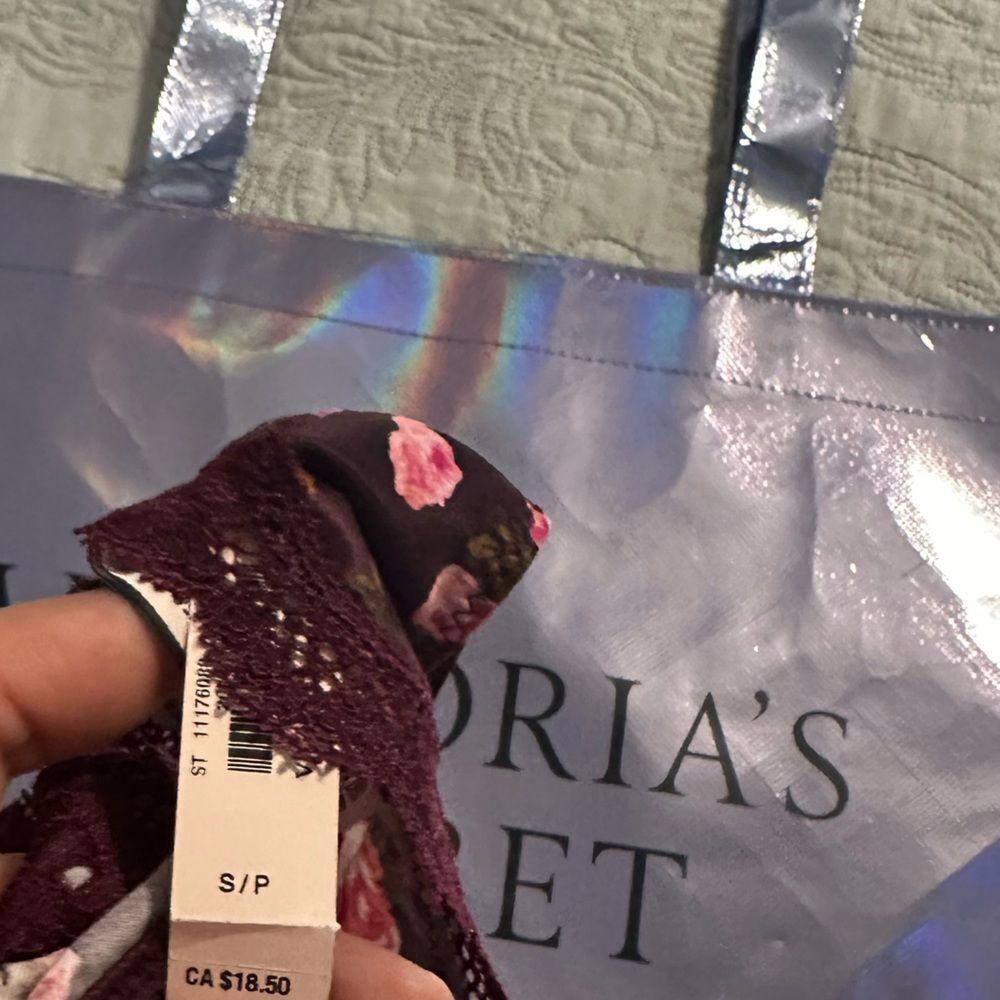 ORIA'S
RET
ST 1117608
S/P
CA $18.50